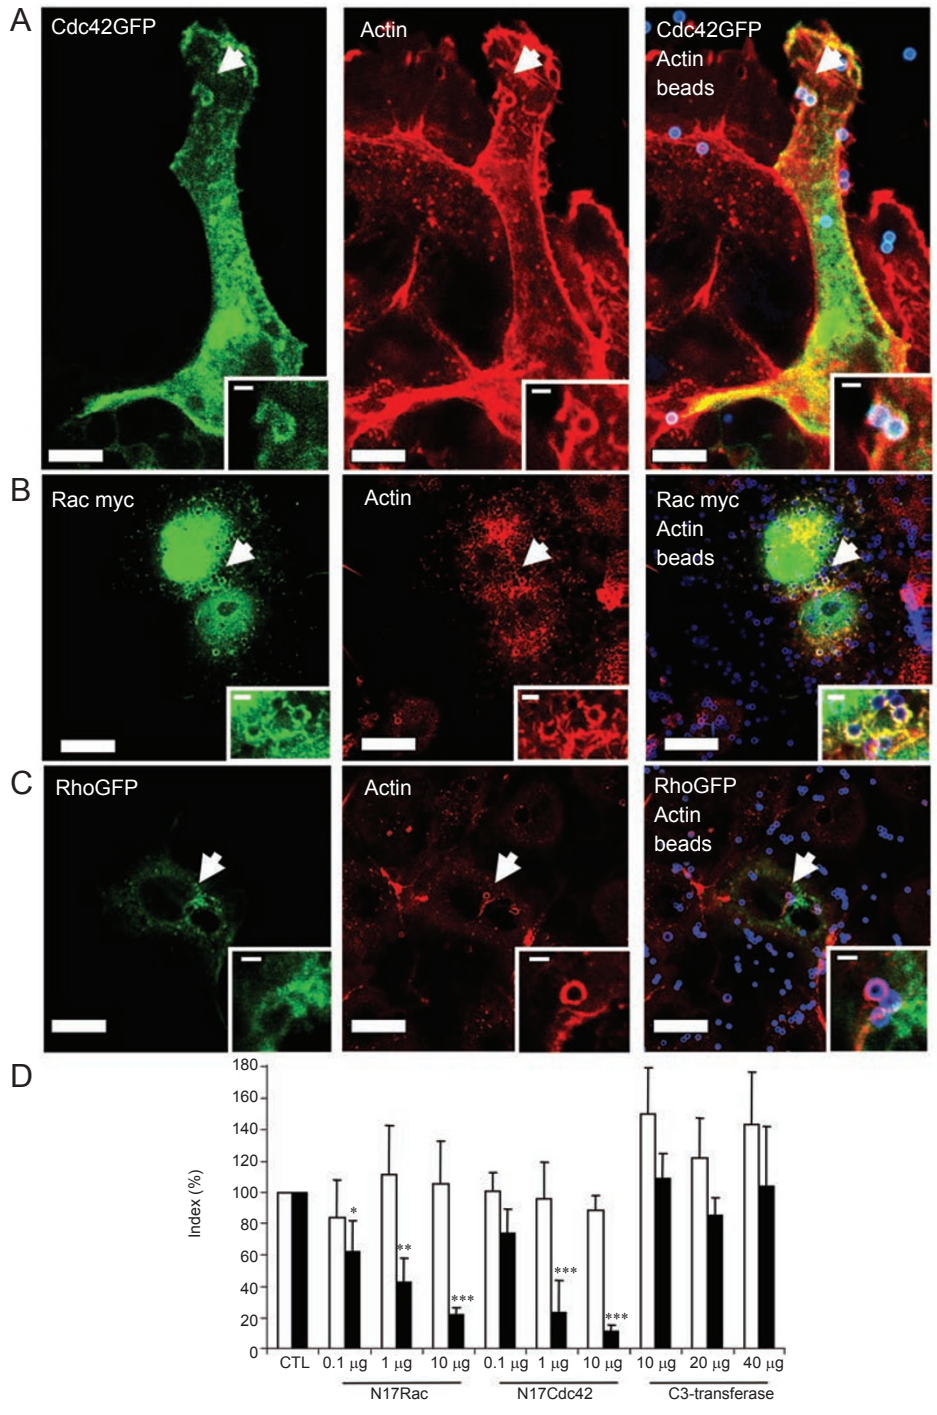 A
Cdc42GFP
Actin
Cdc42GFP
Actin
beads
B
Rac myc
Actin
Rac myc
Actin
beads
C
RhoGFP
Actin
RhoGFP
Actin
beads
D
Index (%)
180
160
140
120
100
80
60
40
20
0
*
**
***
***
***
CTL 0.1 µg 1 µg 10 µg 0.1 µg 1 µg 10 µg 10 µg 20 µg 40 µg
N17Rac N17Cdc42 C3-transferase